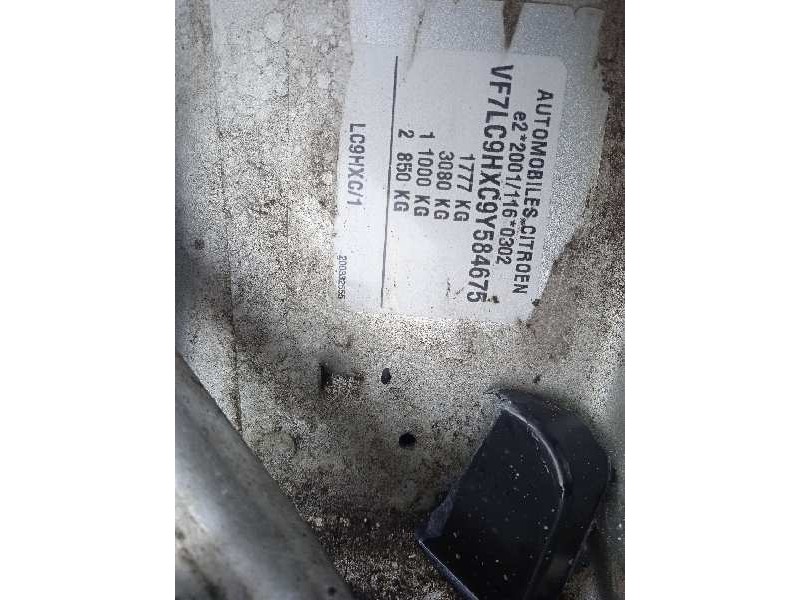 AUTOMOBILES CITROEN
e2*2001/116*0302
VF7LC9HXC9Y584675
1777 KG
3080 KG
1 1000 KG
2 850 KG
LC9HXC/1